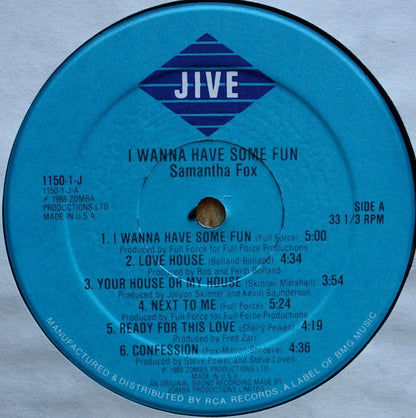 JIVE
I WANNA HAVE SOME FUN
Samantha Fox
1150-1-J
1150-1-J-A
℗ 1988 ZOMBA
PRODUCTIONS LTD
MADE IN U.S.A.
SIDE A
33 1/3 RPM
1. I WANNA HAVE SOME FUN (Full Force) 5:00
Produced by Full Force for Full Force Productions
2. LOVE HOUSE (Bolland-Bolland) 4:34
Produced by Rob and Ferdi Bolland
3. YOUR HOUSE OR MY HOUSE (Skinner Marshall) 3:54
Produced by Jolyon Skinner and Kevin Saunderson
4. NEXT TO ME (Full Force) 5:24
Produced by Full Force for Full Force Productions
5. READY FOR THIS LOVE (Shelly Peiken) 4:19
Produced by Fred Zarr
6. CONFESSION (Fox-Mason-Shreeve) 4:36
Produced by Steve Power and Steve Lovell
℗ 1988 ZOMBA PRODUCTIONS LTD.
MADE IN U.S.A.
AN ORIGINAL SOUND RECORDING MADE BY
ZOMBA PRODUCTIONS LIMITED
MANUFACTURED & DISTRIBUTED BY RCA RECORDS, A LABEL OF BMG MUSIC